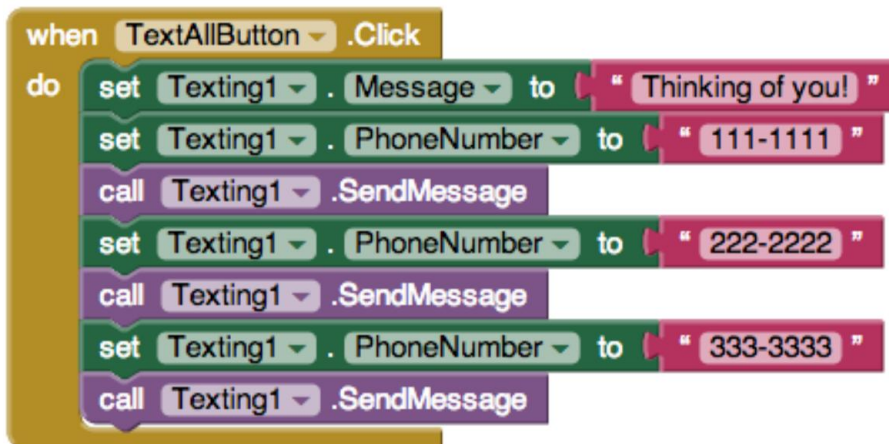 when TextAllButton .Click
do set Texting1 . Message to " Thinking of you! "
set Texting1 . PhoneNumber to " 111-1111 "
call Texting1 .SendMessage
set Texting1 . PhoneNumber to " 222-2222 "
call Texting1 .SendMessage
set Texting1 . PhoneNumber to " 333-3333 "
call Texting1 .SendMessage